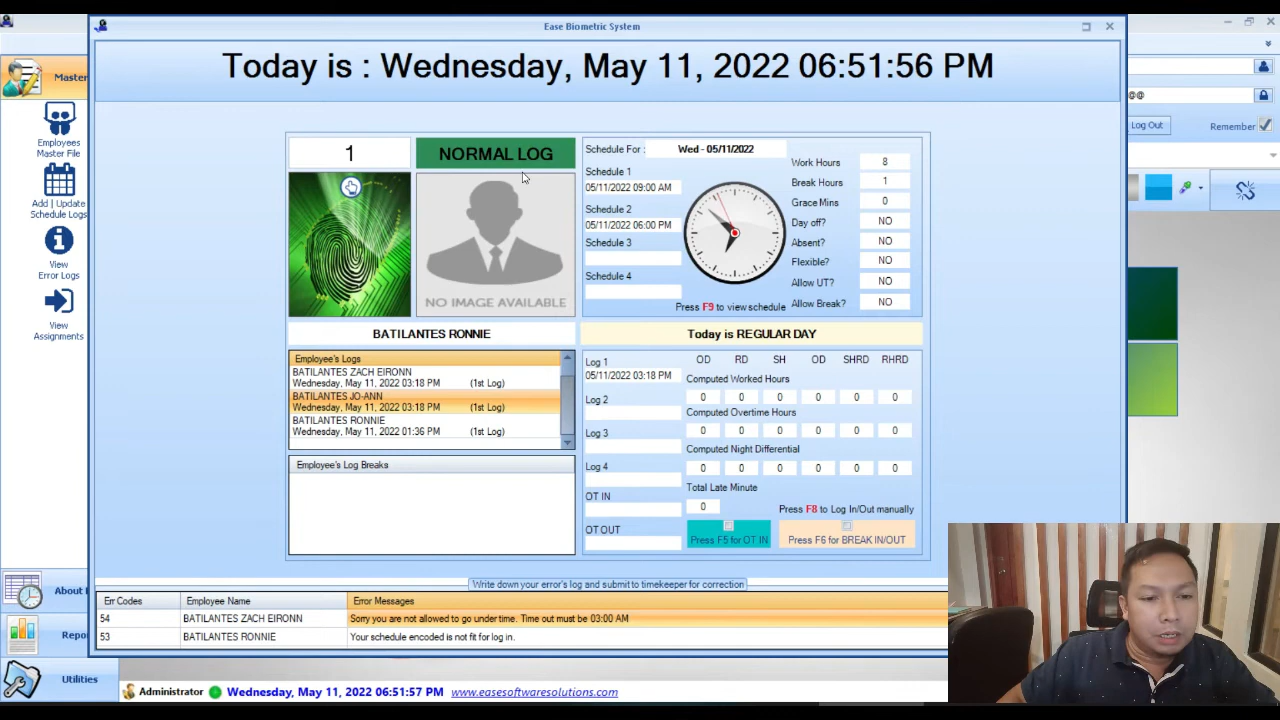 Ease Biometric System
Today is : Wednesday, May 11, 2022 06:51:56 PM
Master
Employees
Master File
Add | Update
Schedule Logs
View
Error Logs
View
Assignments
About
Repo
Utilities
@@
Log Out
Remember
1
NORMAL LOG
NO IMAGE AVAILABLE
BATILANTES RONNIE
Employee's Logs
BATILANTES ZACH EIRONN
Wednesday, May 11, 2022 03:18 PM (1st Log)
BATILANTES JO-ANN
Wednesday, May 11, 2022 03:18 PM (1st Log)
BATILANTES RONNIE
Wednesday, May 11, 2022 01:36 PM (1st Log)
Employee's Log Breaks
Schedule For : Wed - 05/11/2022
Schedule 1
05/11/2022 09:00 AM
Schedule 2
05/11/2022 06:00 PM
Schedule 3
Schedule 4
Press F9 to view schedule
Work Hours 8
Break Hours 1
Grace Mins 0
Day off? NO
Absent? NO
Flexible? NO
Allow UT? NO
Allow Break? NO
Today is REGULAR DAY
Log 1
05/11/2022 03:18 PM
Log 2
Log 3
Log 4
OT IN
OT OUT
OD RD SH OD SHRD RHRD
Computed Worked Hours
0 0 0 0 0 0
Computed Overtime Hours
0 0 0 0 0 0
Computed Night Differential
0 0 0 0 0 0
Total Late Minute
0
Press F8 to Log In/Out manually
Press F5 for OT IN
Press F6 for BREAK IN/OUT
Write down your error's log and submit to timekeeper for correction
Err Codes Employee Name Error Messages
54 BATILANTES ZACH EIRONN Sorry you are not allowed to go under time. Time out must be 03:00 AM
53 BATILANTES RONNIE Your schedule encoded is not fit for log in.
Administrator Wednesday, May 11, 2022 06:51:57 PM www.easesoftwaresolutions.com